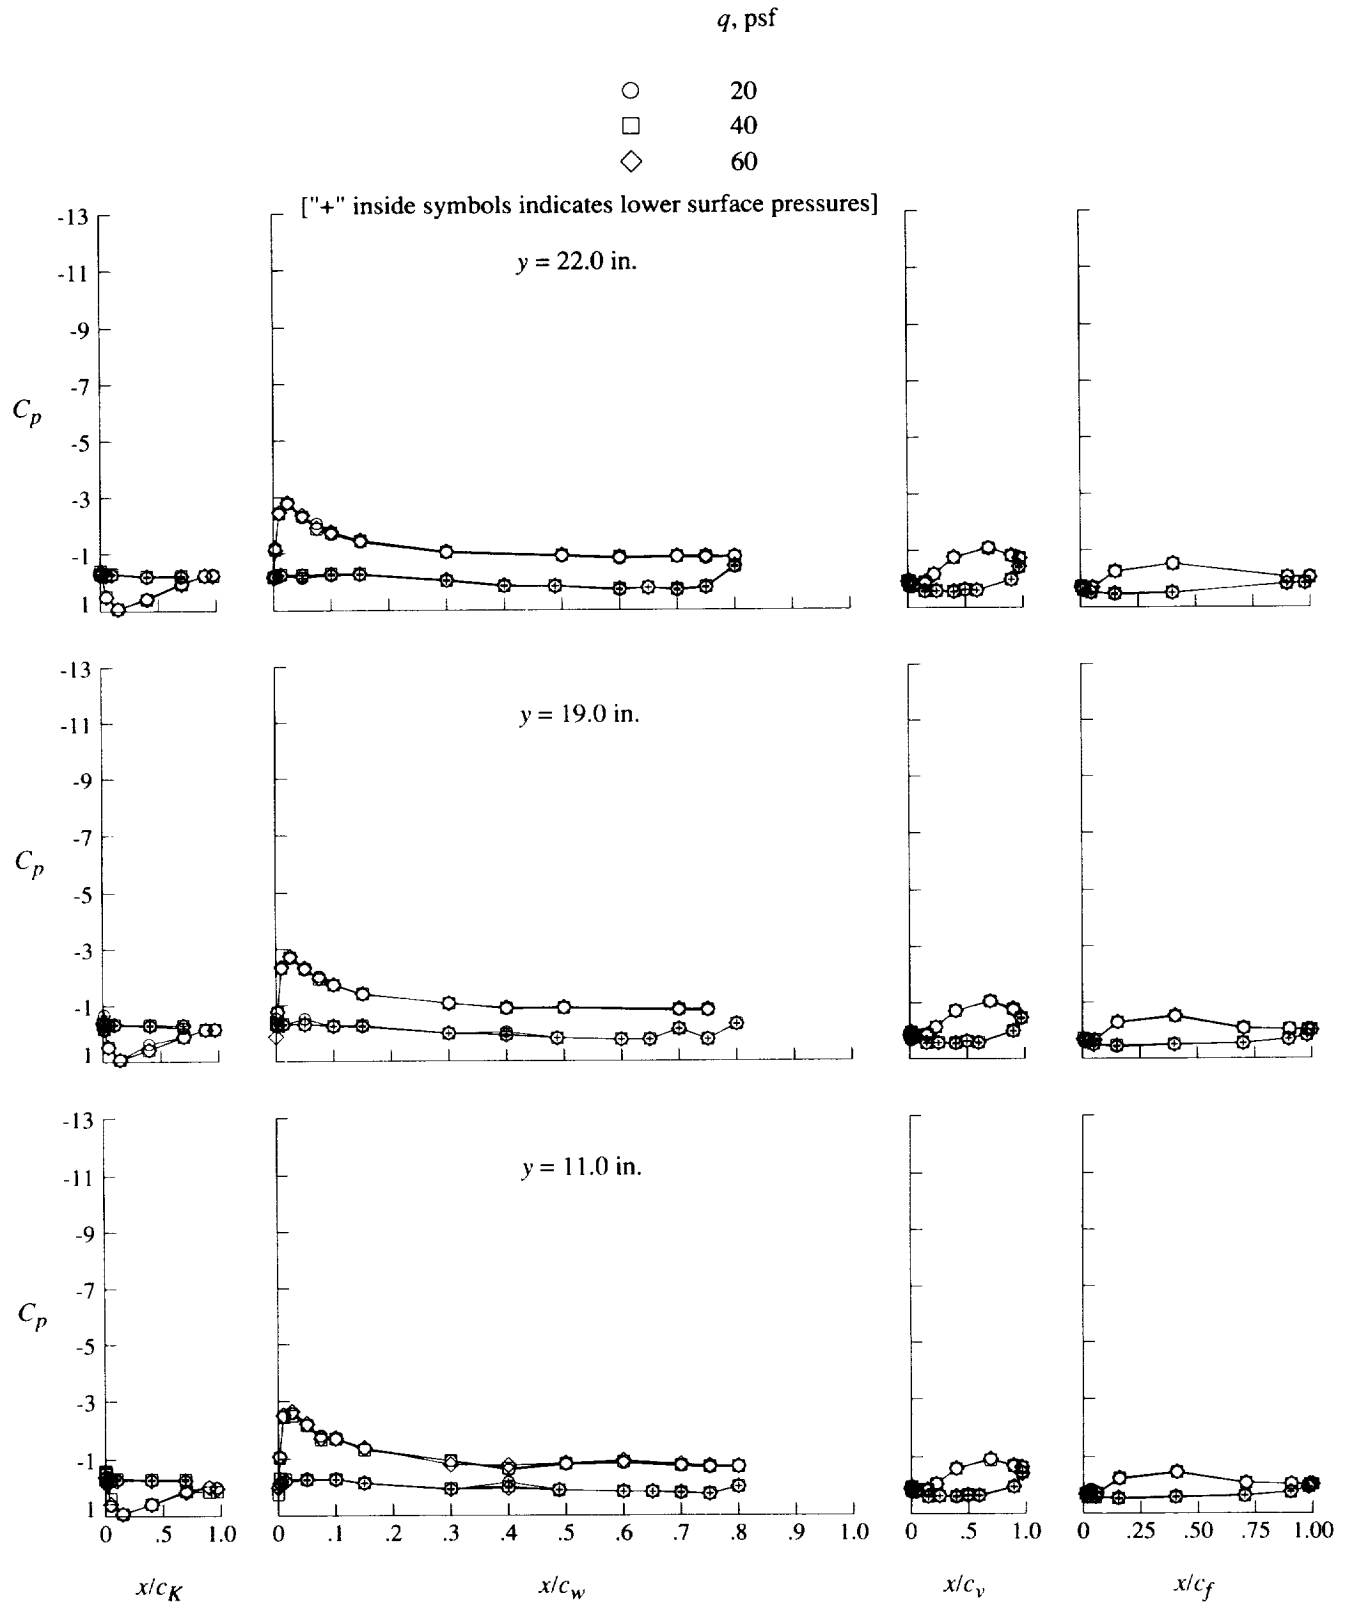 q, psf
20
40
60
["+" inside symbols indicates lower surface pressures]
y = 22.0 in.
-13
-11
-9
-7
-5
-3
-1
1
C_p
y = 19.0 in.
-13
-11
-9
-7
-5
-3
-1
1
C_p
y = 11.0 in.
-13
-11
-9
-7
-5
-3
-1
1
C_p
0 .5 1.0 0 .1 .2 .3 .4 .5 .6 .7 .8 .9 1.0 0 .5 1.0 0 .25 .50 .75 1.00
x/c_K x/c_w x/c_v x/c_f